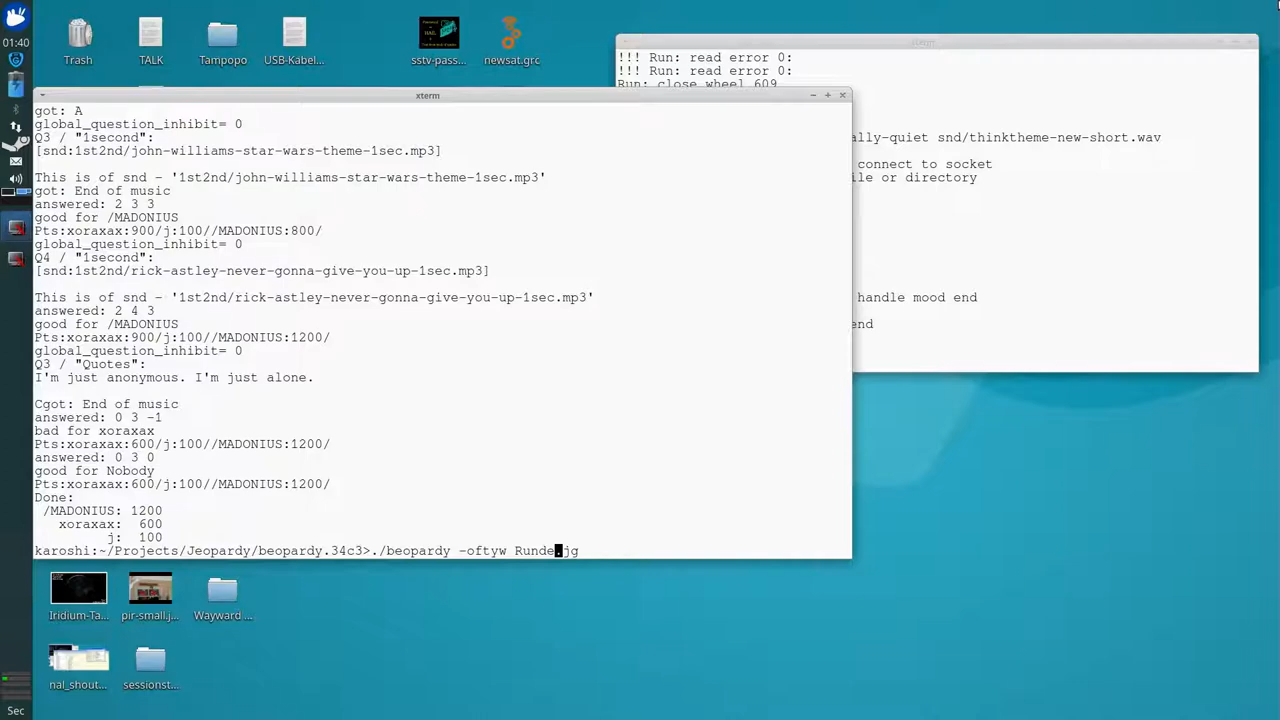 01:40
Trash
TALK
Tampopo
USB-Kabel...
sstv-pass...
newsat.grc
xterm
!!! Run: read error 0:
!!! Run: read error 0:
Run: close wheel 609
ally-quiet snd/thinktheme-new-short.wav
connect to socket
ile or directory
handle mood end
end
xterm
got: A
global_question_inhibit= 0
Q3 / "1second":
[snd:1st2nd/john-williams-star-wars-theme-1sec.mp3]
This is of snd - '1st2nd/john-williams-star-wars-theme-1sec.mp3'
got: End of music
answered: 2 3 3
good for /MADONIUS
Pts:xoraxax:900/j:100//MADONIUS:800/
global_question_inhibit= 0
Q4 / "1second":
[snd:1st2nd/rick-astley-never-gonna-give-you-up-1sec.mp3]
This is of snd - '1st2nd/rick-astley-never-gonna-give-you-up-1sec.mp3'
answered: 2 4 3
good for /MADONIUS
Pts:xoraxax:900/j:100//MADONIUS:1200/
global_question_inhibit= 0
Q3 / "Quotes":
I'm just anonymous. I'm just alone.
Cgot: End of music
answered: 0 3 -1
bad for xoraxax
Pts:xoraxax:600/j:100//MADONIUS:1200/
answered: 0 3 0
good for Nobody
Pts:xoraxax:600/j:100//MADONIUS:1200/
Done:
/MADONIUS: 1200
xoraxax: 600
j: 100
karoshi:~/Projects/Jeopardy/beopardy.34c3>./beopardy -oftyw Runde.jg
Iridium-Ta...
pir-small.j...
Wayward ...
nal_shout...
sessionst...
Sec